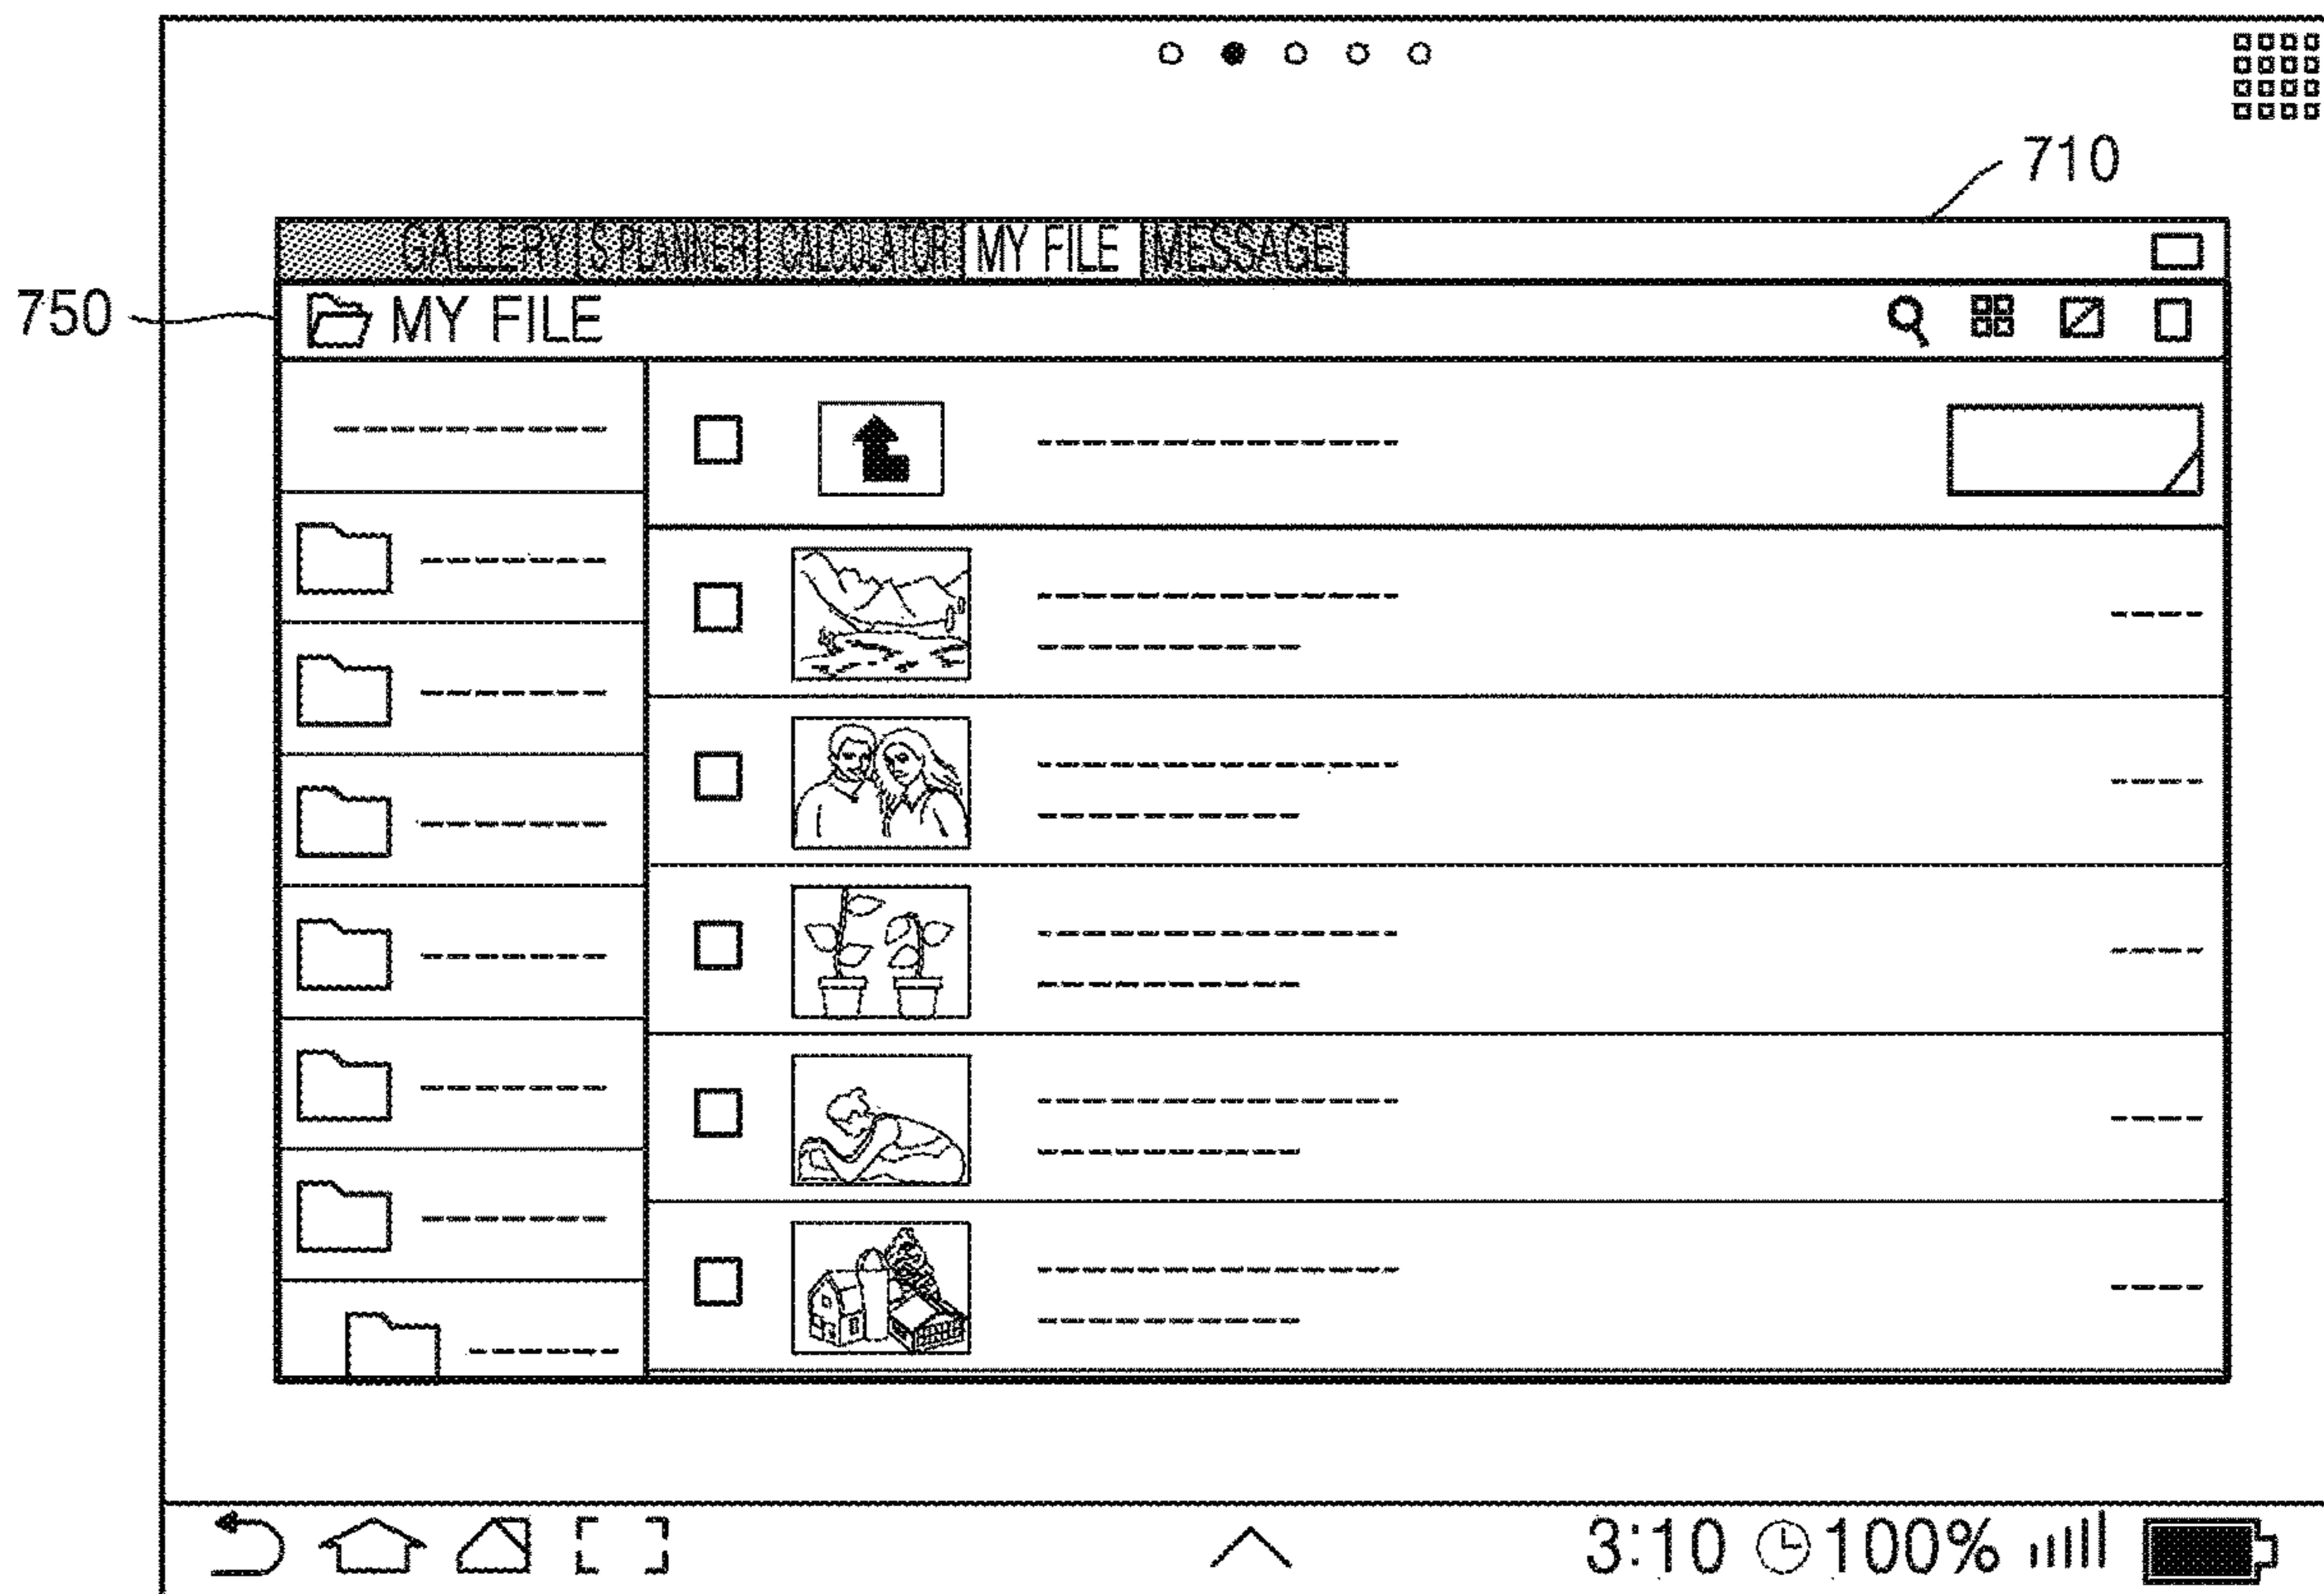 710
GALLERY S PLANNER CALCULATOR MY FILE MESSAGE
750
MY FILE
3:10 100%